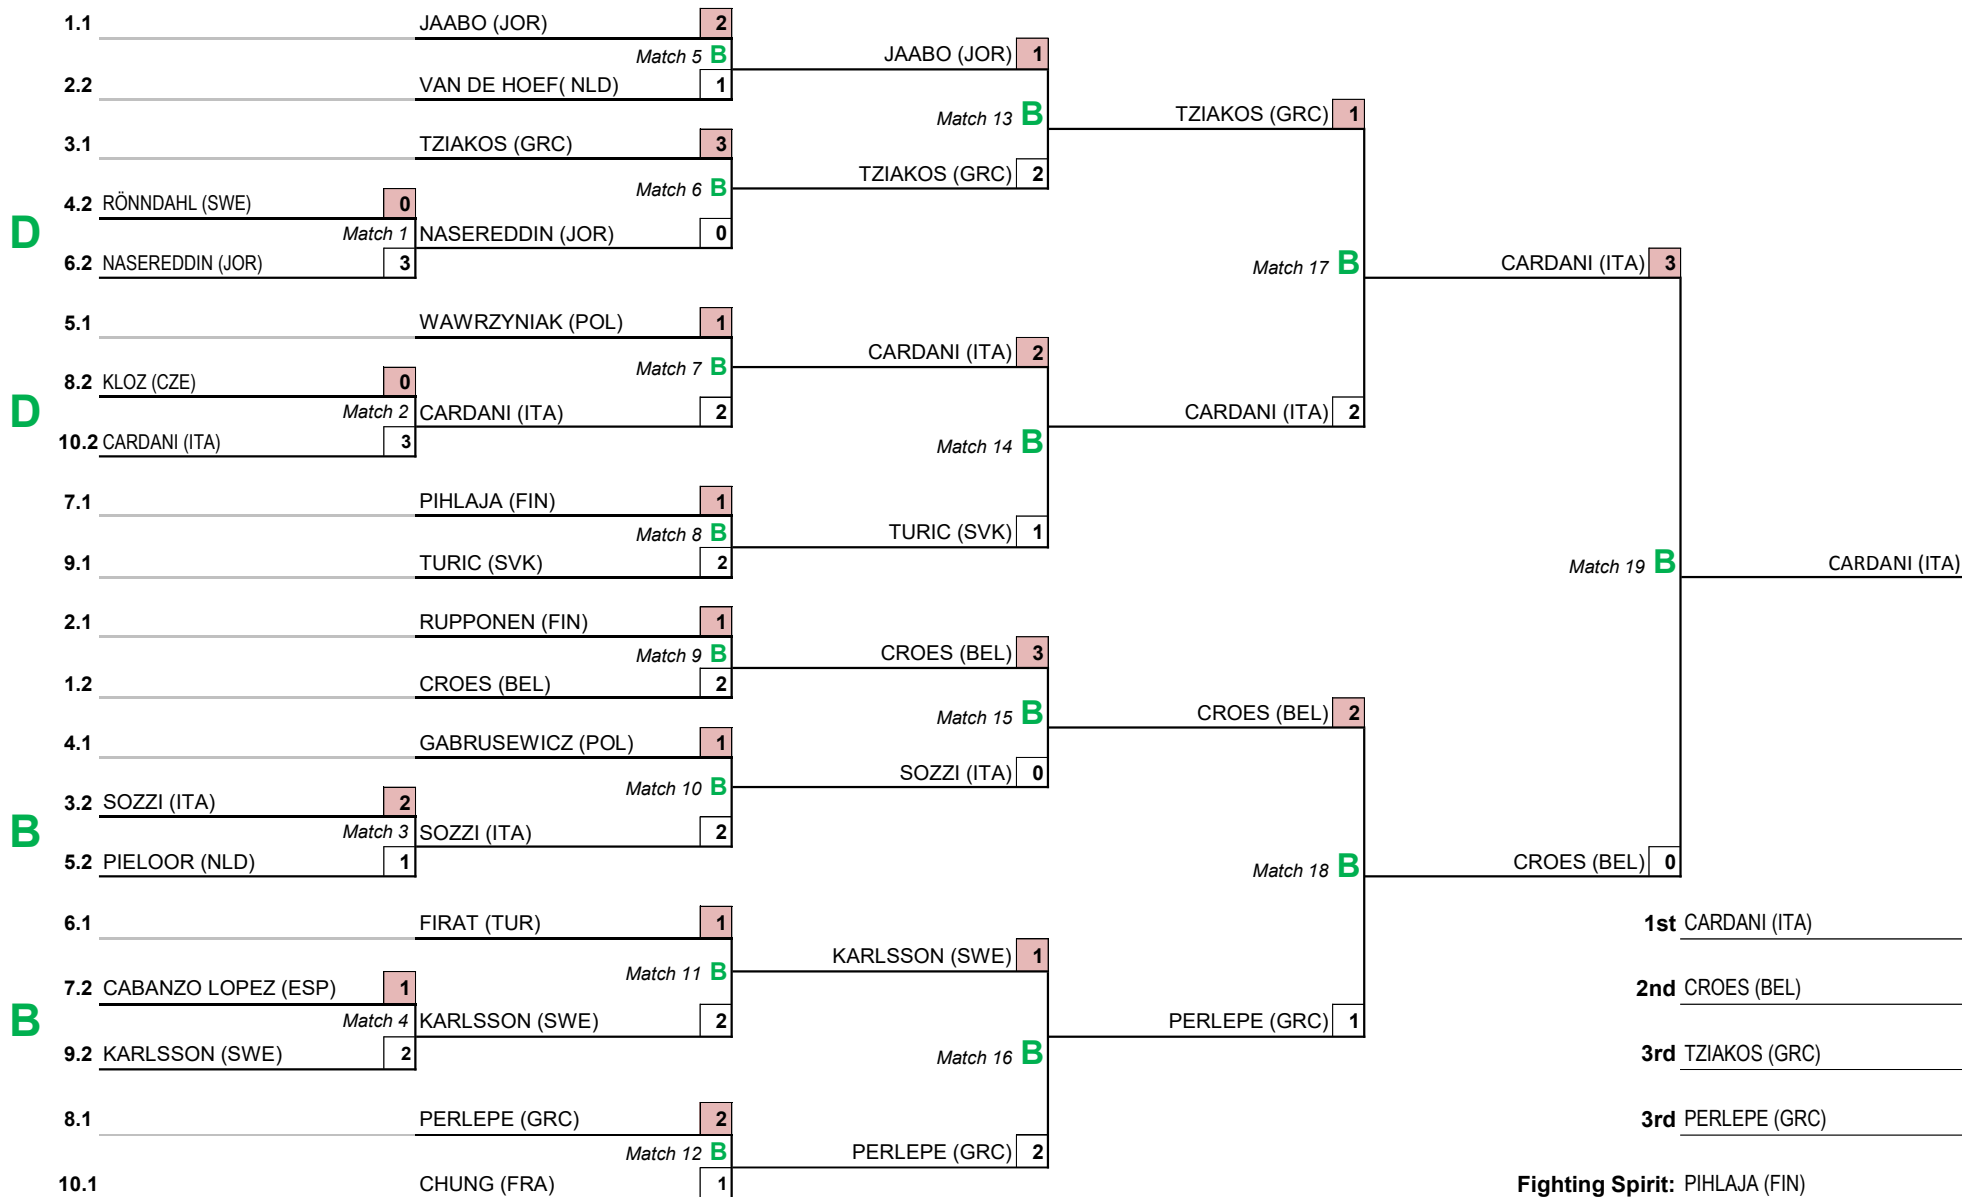 1.1 JAABO (JOR) 2
Match 5 B
2.2 VAN DE HOEF( NLD) 1
JAABO (JOR) 1
Match 13 B
3.1 TZIAKOS (GRC) 3
Match 6 B
TZIAKOS (GRC) 2
4.2 RÖNNDAHL (SWE) 0
D
Match 1 NASEREDDIN (JOR) 0
6.2 NASEREDDIN (JOR) 3
TZIAKOS (GRC) 1
Match 17 B
CARDANI (ITA) 3
5.1 WAWRZYNIAK (POL) 1
Match 7 B
CARDANI (ITA) 2
8.2 KLOZ (CZE) 0
D
Match 2 CARDANI (ITA) 2
10.2 CARDANI (ITA) 3
Match 14 B
CARDANI (ITA) 2
7.1 PIHLAJA (FIN) 1
Match 8 B
TURIC (SVK) 1
9.1 TURIC (SVK) 2
Match 19 B
CARDANI (ITA)
2.1 RUPPONEN (FIN) 1
Match 9 B
CROES (BEL) 3
1.2 CROES (BEL) 2
Match 15 B
CROES (BEL) 2
4.1 GABRUSEWICZ (POL) 1
Match 10 B
SOZZI (ITA) 0
3.2 SOZZI (ITA) 2
B
Match 3 SOZZI (ITA) 2
5.2 PIELOOR (NLD) 1
Match 18 B
CROES (BEL) 0
6.1 FIRAT (TUR) 1
Match 11 B
KARLSSON (SWE) 1
7.2 CABANZO LOPEZ (ESP) 1
B
Match 4 KARLSSON (SWE) 2
9.2 KARLSSON (SWE) 2
Match 16 B
PERLEPE (GRC) 1
8.1 PERLEPE (GRC) 2
Match 12 B
PERLEPE (GRC) 2
10.1 CHUNG (FRA) 1
1st CARDANI (ITA)
2nd CROES (BEL)
3rd TZIAKOS (GRC)
3rd PERLEPE (GRC)
Fighting Spirit: PIHLAJA (FIN)